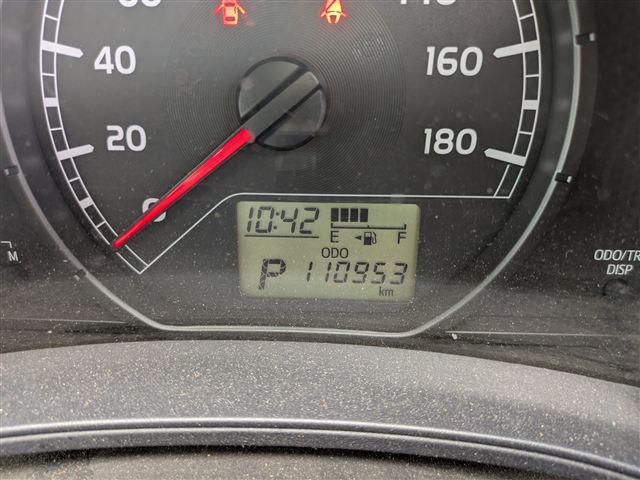 40
160
20
180
0
10:42
E F
ODO
P 110953
km
M
ODO/TR
DISP